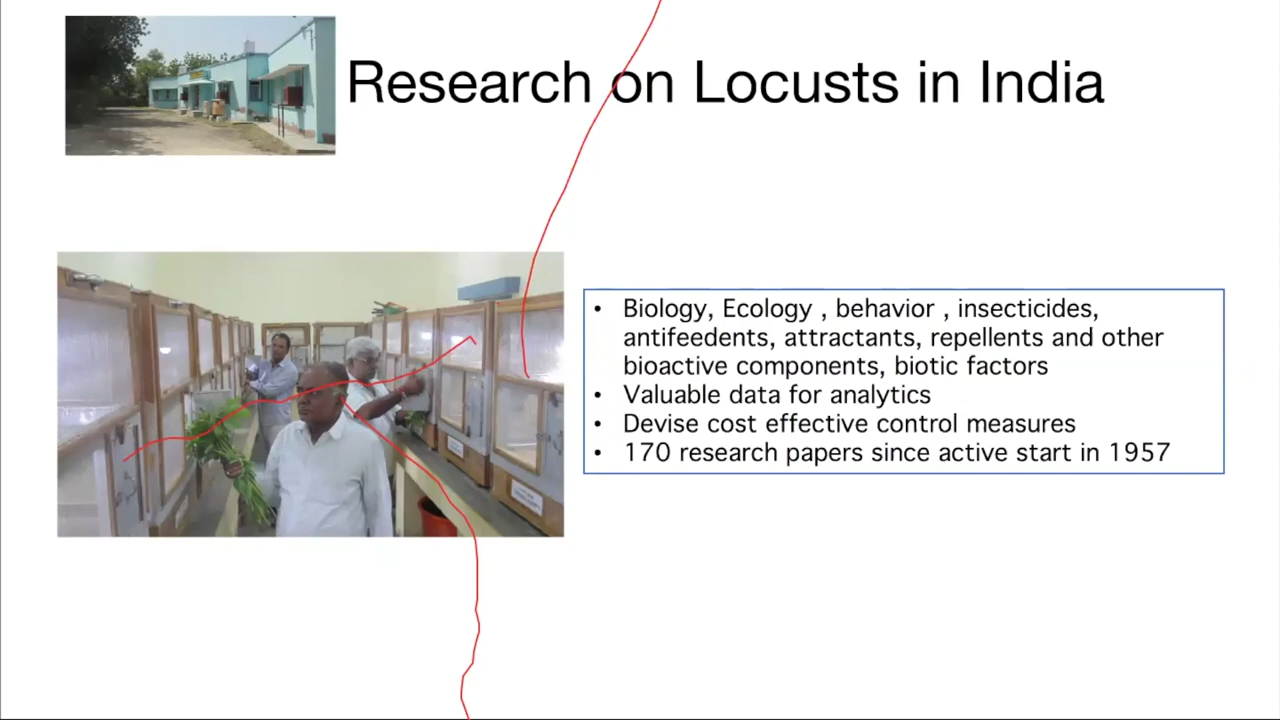 Research on Locusts in India
• Biology, Ecology , behavior , insecticides,
antifeedents, attractants, repellents and other
bioactive components, biotic factors
• Valuable data for analytics
• Devise cost effective control measures
• 170 research papers since active start in 1957